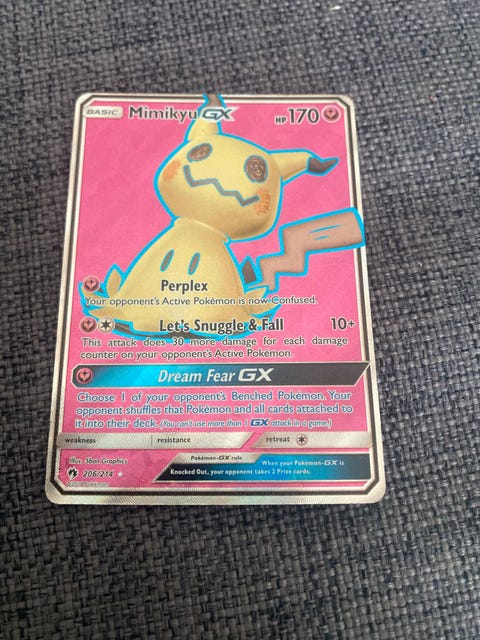 BASIC Mimikyu GX HP 170
Perplex
Your opponent's Active Pokémon is now Confused.
Let's Snuggle & Fall 10+
This attack does 30 more damage for each damage
counter on your opponent's Active Pokémon.
Dream Fear GX
Choose 1 of your opponent's Benched Pokémon. Your
opponent shuffles that Pokémon and all cards attached to
it into their deck. (You can't use more than 1 GX attack in a game.)
weakness resistance retreat
Illus. 5ban Graphics
Pokémon-GX rule
When your Pokémon-GX is
Knocked Out, your opponent takes 2 Prize cards.
206/214